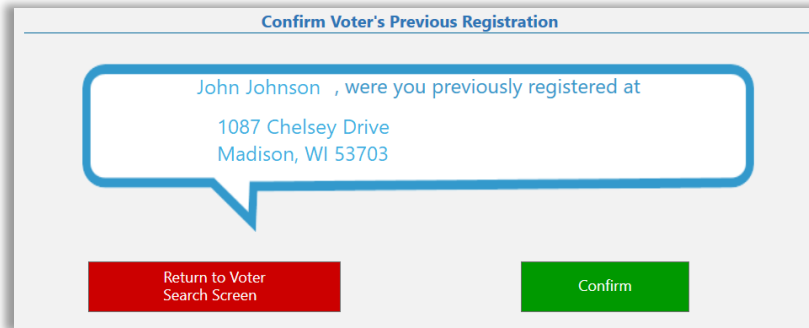 Confirm Voter's Previous Registration
John Johnson , were you previously registered at
1087 Chelsey Drive
Madison, WI 53703
Return to Voter
Search Screen
Confirm